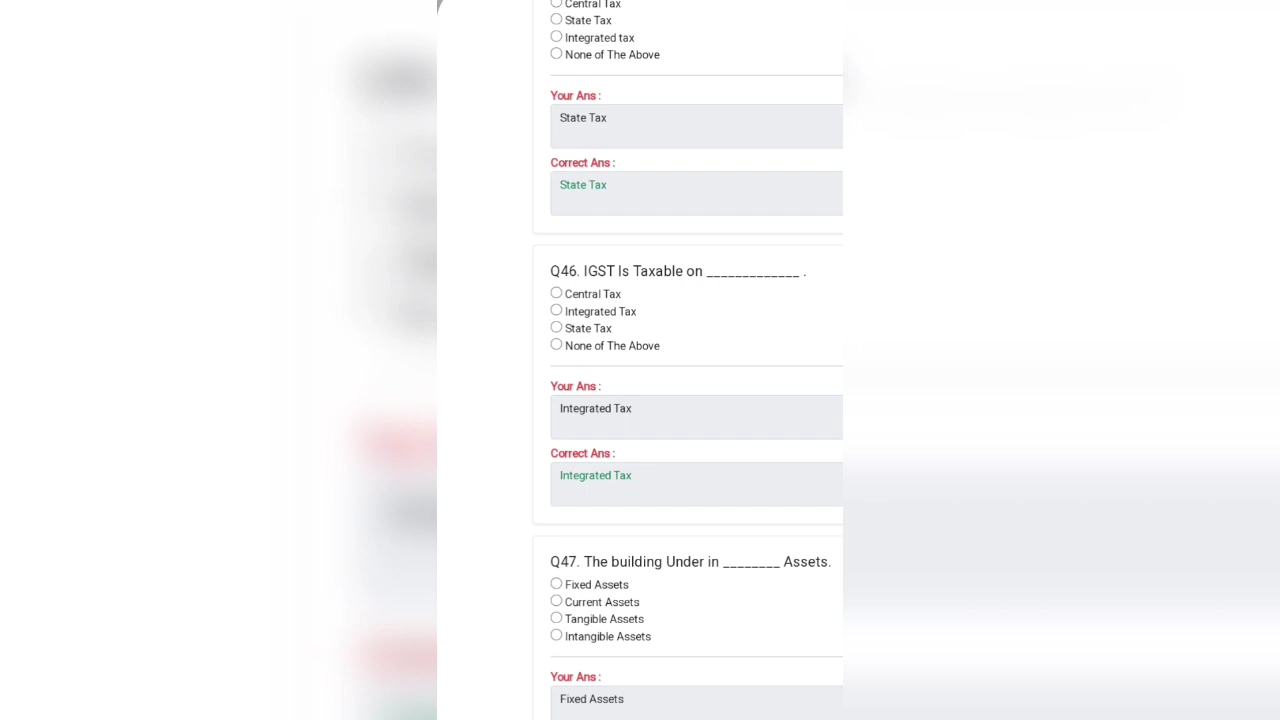 Central Tax
State Tax
Integrated tax
None of The Above
Your Ans :
State Tax
Correct Ans :
State Tax
Q46. IGST Is Taxable on _____________ .
Central Tax
Integrated Tax
State Tax
None of The Above
Your Ans :
Integrated Tax
Correct Ans :
Integrated Tax
Q47. The building Under in ________ Assets.
Fixed Assets
Current Assets
Tangible Assets
Intangible Assets
Your Ans :
Fixed Assets